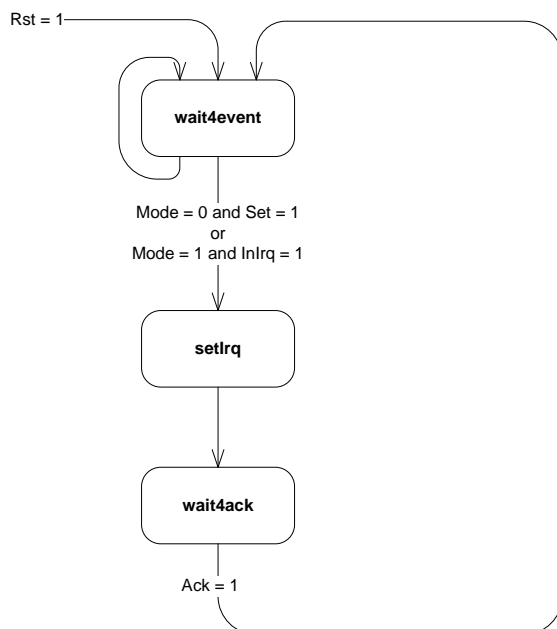 Rst = 1
wait4event
Mode = 0 and Set = 1
or
Mode = 1 and InIrq = 1
setIrq
wait4ack
Ack = 1